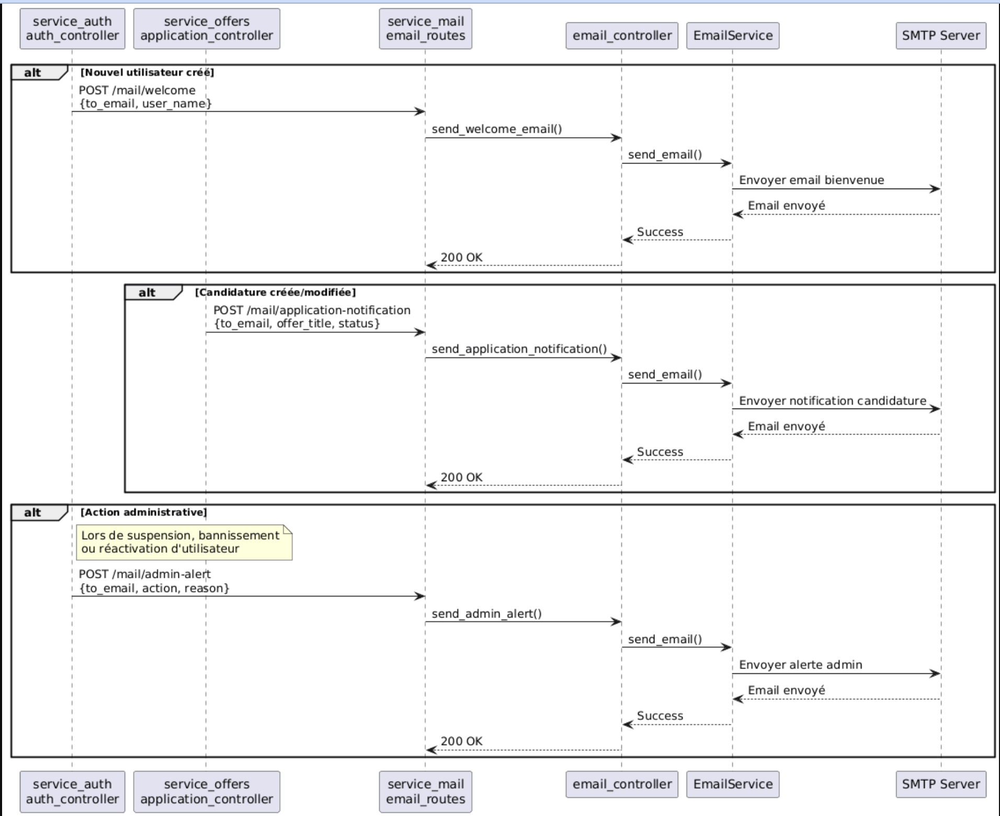 service_auth
auth_controller
service_offers
application_controller
service_mail
email_routes
email_controller
EmailService
SMTP Server
alt
[Nouvel utilisateur créé]
POST /mail/welcome
{to_email, user_name}
send_welcome_email()
send_email()
Envoyer email bienvenue
Email envoyé
Success
200 OK
alt
[Candidature créée/modifiée]
POST /mail/application-notification
{to_email, offer_title, status}
send_application_notification()
send_email()
Envoyer notification candidature
Email envoyé
Success
200 OK
alt
[Action administrative]
Lors de suspension, bannissement
ou réactivation d'utilisateur
POST /mail/admin-alert
{to_email, action, reason}
send_admin_alert()
send_email()
Envoyer alerte admin
Email envoyé
Success
200 OK
service_auth
auth_controller
service_offers
application_controller
service_mail
email_routes
email_controller
EmailService
SMTP Server